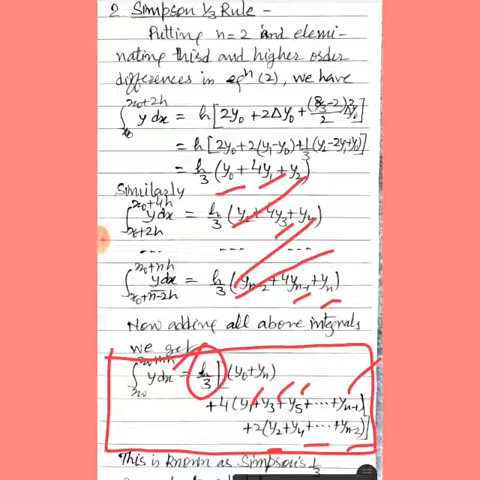 2 Simpson 1/3 Rule -
Putting n=2 and elemi-
nating third and higher order
differences in eqn (2), we have
∫_{x0}^{x0+2h} y dx = h[2y0 + 2Δy0 + (8/3-2)/2 Δ²y0]
= h[2y0+2(y1-y0)+1/3(y2-2y1+y0)]
= h/3 (y0+4y1+y2)
Similarly
∫_{x0+2h}^{x0+4h} y dx = h/3 (y2+4y3+y4)
... ... ...
∫_{x0+n-2h}^{x0+nh} y dx = h/3 (yn-2+4yn-1+yn)
Now adding all above integrals
we get
∫_{x0}^{x0+nh} y dx = h/3 [(y0+yn)
+4(y1+y3+y5+...+yn-1)
+2(y2+y4+...+yn-2)]
This is known as Simpson's 1/3